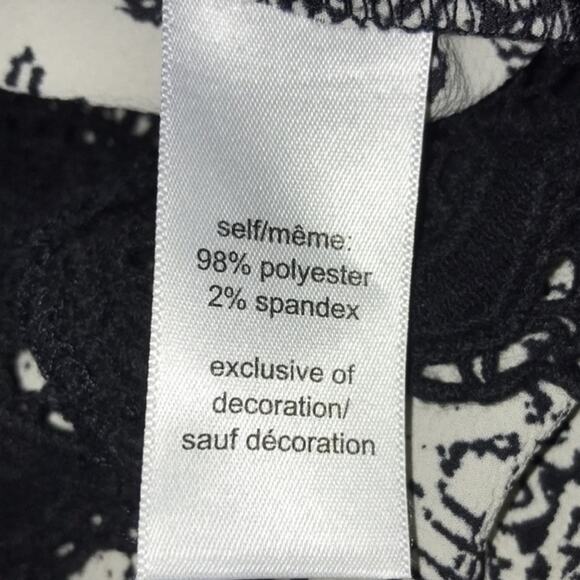 self/même:
98% polyester
2% spandex
exclusive of
decoration/
sauf décoration